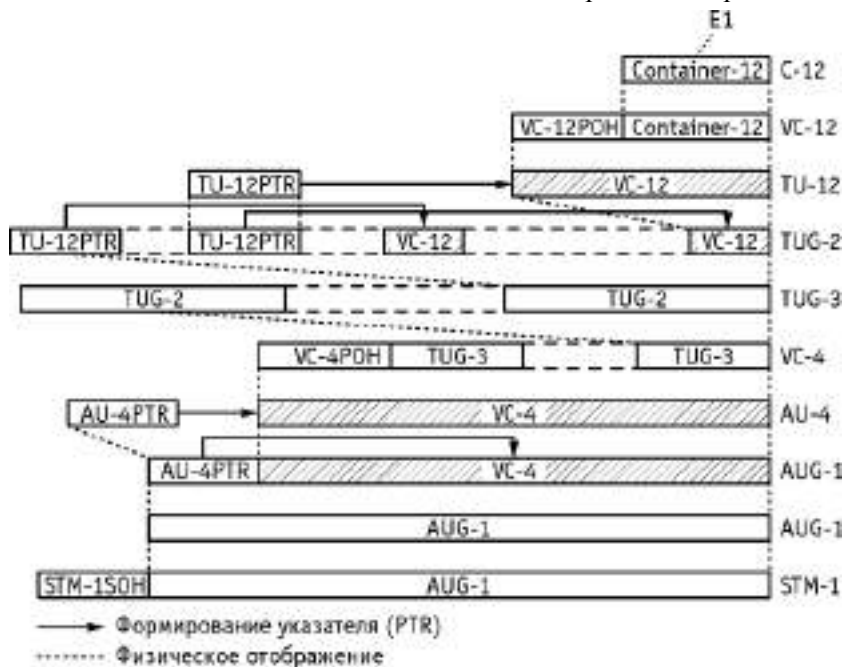 E1
Container-12 C-12
VC-12POH Container-12 VC-12
TU-12PTR VC-12 TU-12
TU-12PTR TU-12PTR VC-12 VC-12 TUG-2
TUG-2 TUG-2 TUG-3
VC-4POH TUG-3 TUG-3 VC-4
AU-4PTR VC-4 AU-4
AU-4PTR VC-4 AUG-1
AUG-1 AUG-1
STM-1SOH AUG-1 STM-1
Формирование указателя (PTR)
Физическое отображение